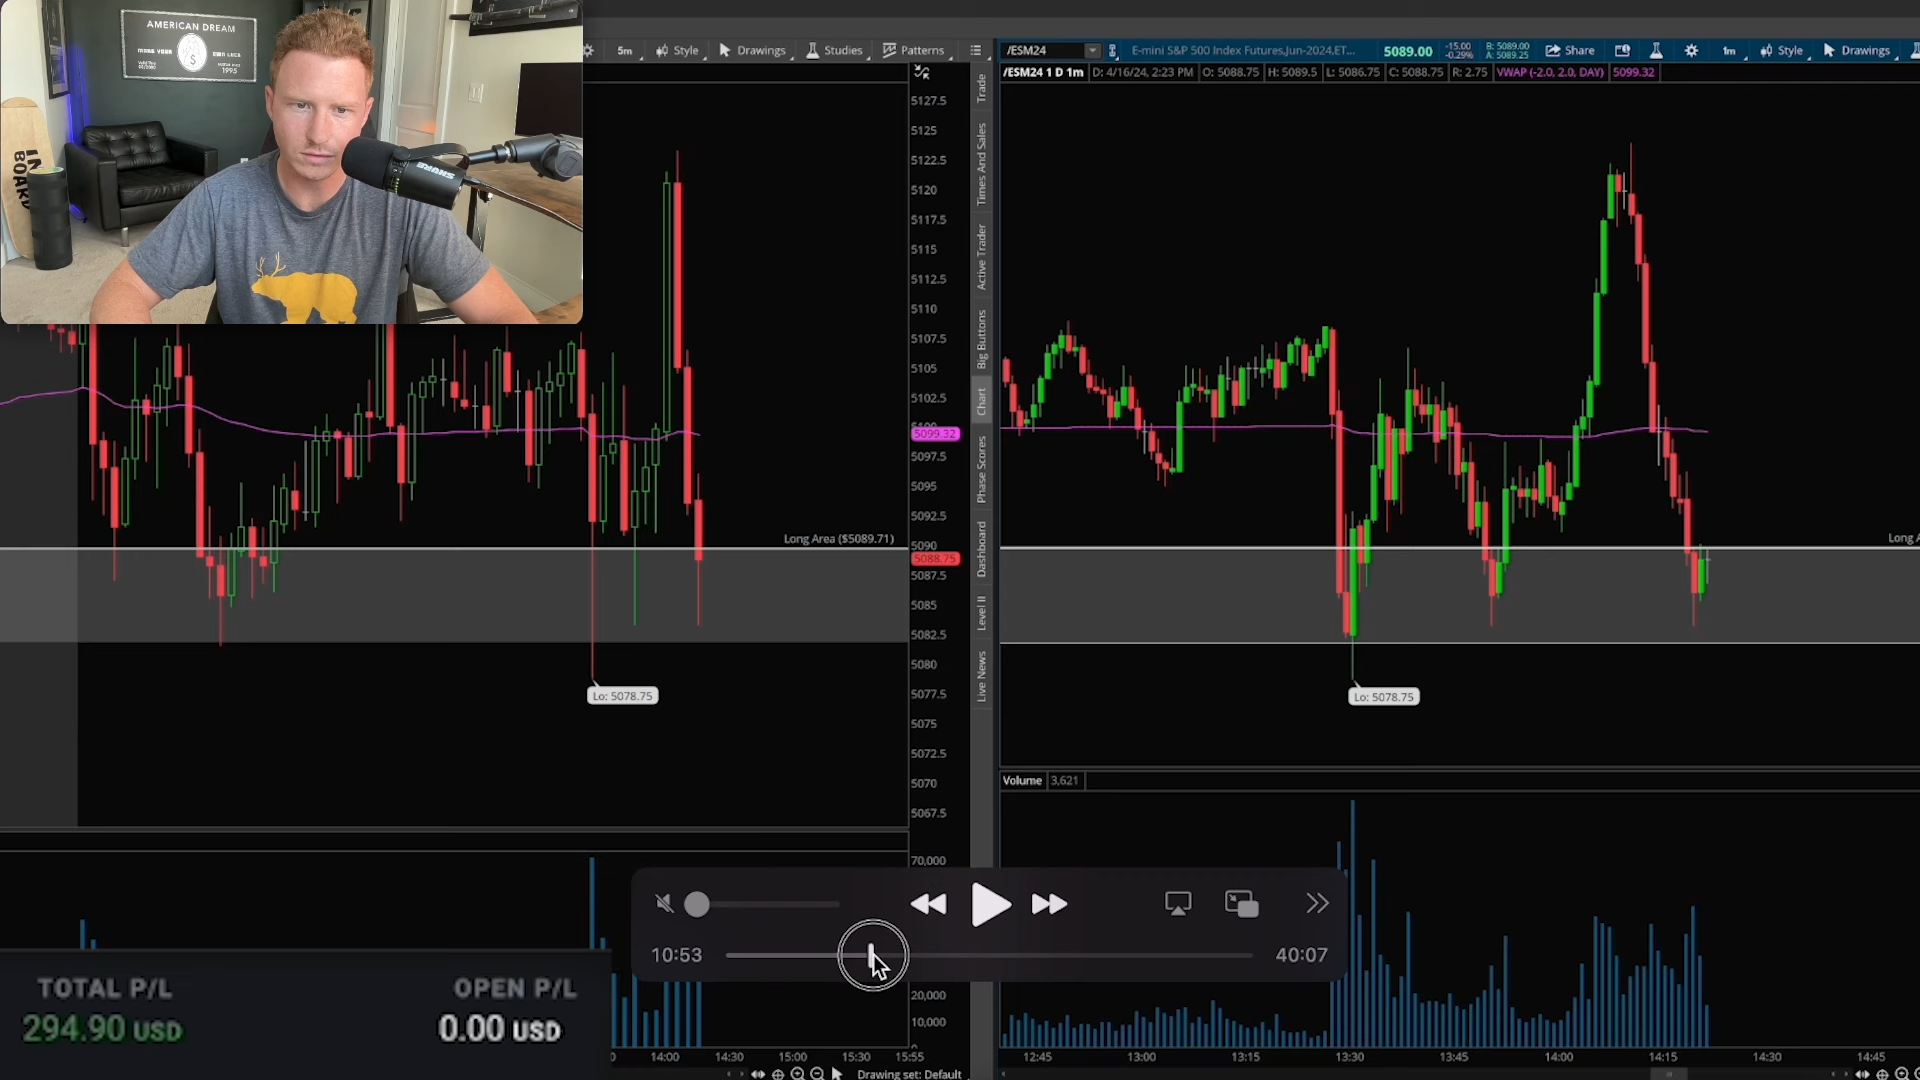 AMERICAN DREAM
1995
IN
BOARD
SHURE
5m
Style
Drawings
Studies
Patterns
/ESM24
E-mini S&P 500 Index Futures,Jun-2024,ET...
5089.00
-15.00
-0.29%
B: 5089.00
A: 5089.25
Share
1m
Style
Drawings
/ESM24 1 D 1m
D: 4/16/24, 2:23 PM
O: 5088.75
H: 5089.5
L: 5086.75
C: 5088.75
R: 2.75
VWAP (-2.0, 2.0, DAY)
5099.32
5127.5
5125
5122.5
5120
5117.5
5115
5112.5
5110
5107.5
5105
5102.5
5099.32
5097.5
5095
5092.5
5090
5088.75
5087.5
5085
5082.5
5080
5077.5
5075
5072.5
5070
5067.5
Long Area ($5089.71)
Lo: 5078.75
Trade
Times And Sales
Active Trader
Big Buttons
Chart
Phase Scores
Dashboard
Level II
Live News
Long A
Lo: 5078.75
Volume
3,621
70,000
20,000
10,000
10:53
40:07
TOTAL P/L
294.90 USD
OPEN P/L
0.00 USD
14:00
14:30
15:00
15:30
15:55
12:45
13:00
13:15
13:30
13:45
14:00
14:15
14:30
14:45
Drawing set: Default